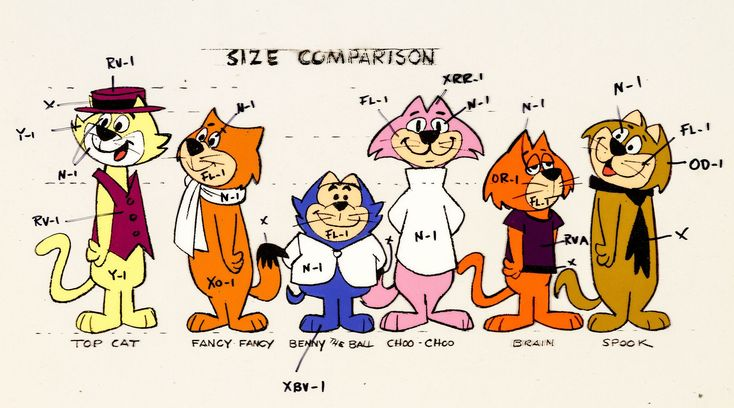 SIZE COMPARISON
RV-1
X
Y-1
N-1
RV-1
Y-1
N-1
FL-1
N-1
XO-1
X
FL-1
N-1
XBV-1
FL-1
XRR-1
N-1
N-1
N-1
OR-1
FL-1
RVA
X
N-1
FL-1
OD-1
X
TOP CAT
FANCY FANCY
BENNY THE BALL
CHOO-CHOO
BRAIN
SPOOK